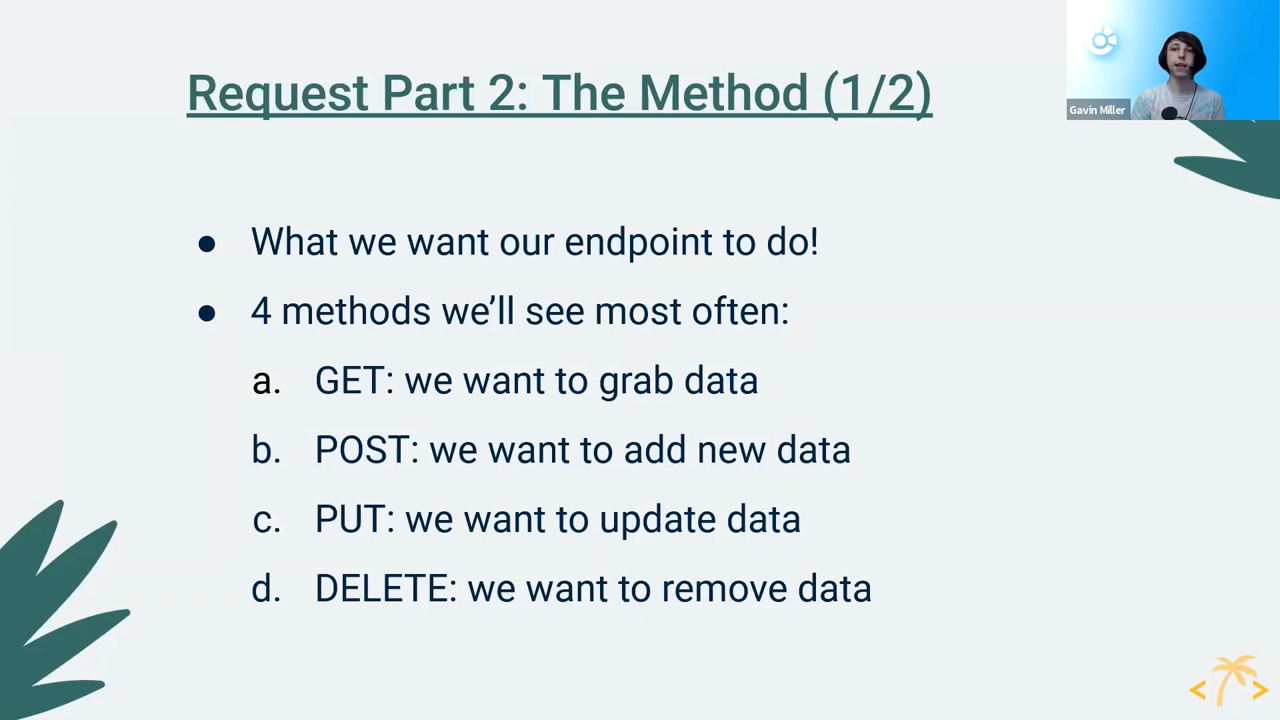 Request Part 2: The Method (1/2)
Gavin Miller
● What we want our endpoint to do!
● 4 methods we’ll see most often:
a. GET: we want to grab data
b. POST: we want to add new data
c. PUT: we want to update data
d. DELETE: we want to remove data